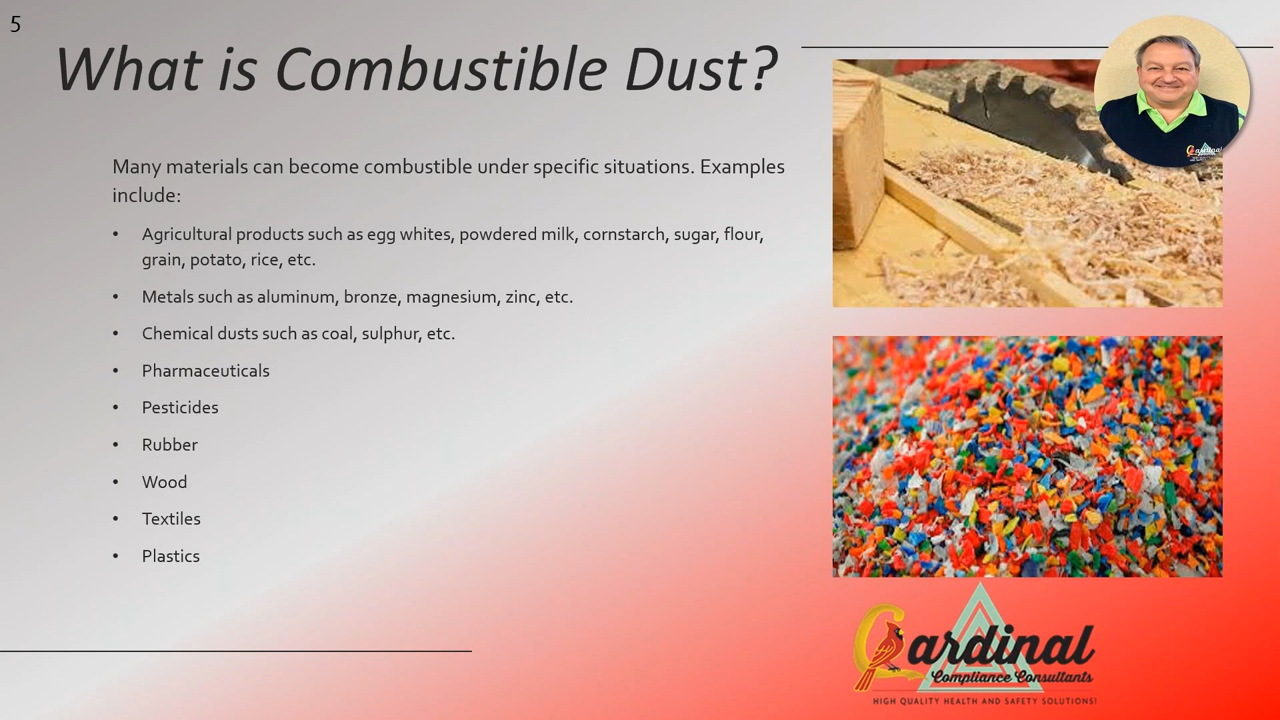 5
What is Combustible Dust?
Many materials can become combustible under specific situations. Examples
include:
• Agricultural products such as egg whites, powdered milk, cornstarch, sugar, flour,
grain, potato, rice, etc.
• Metals such as aluminum, bronze, magnesium, zinc, etc.
• Chemical dusts such as coal, sulphur, etc.
• Pharmaceuticals
• Pesticides
• Rubber
• Wood
• Textiles
• Plastics
Cardinal
Compliance Consultants
HIGH QUALITY HEALTH AND SAFETY SOLUTIONS!